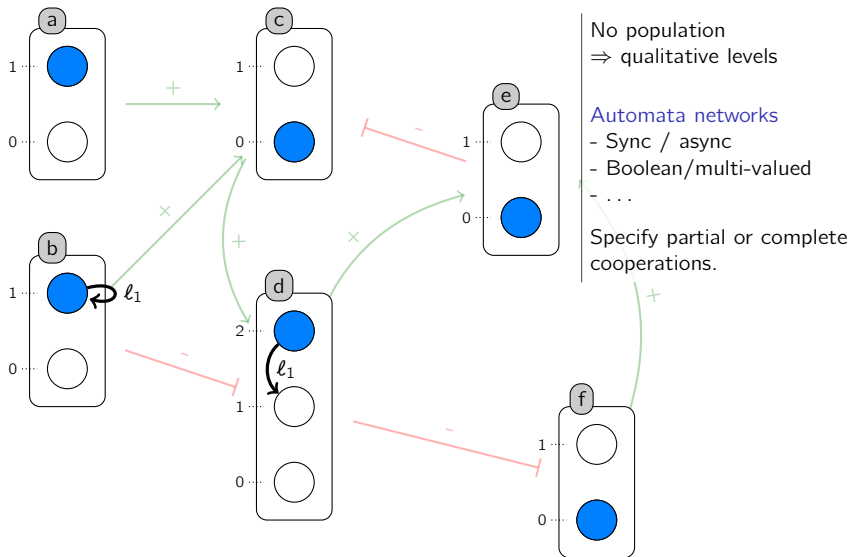 a
1
0
+
c
1
0
e
1
0
-
No population
⇒ qualitative levels
Automata networks
- Sync / async
- Boolean/multi-valued
- . . .
Specify partial or complete
cooperations.
b
1
0
ℓ1
×
+
×
-
d
2
1
0
ℓ1
-
+
f
1
0